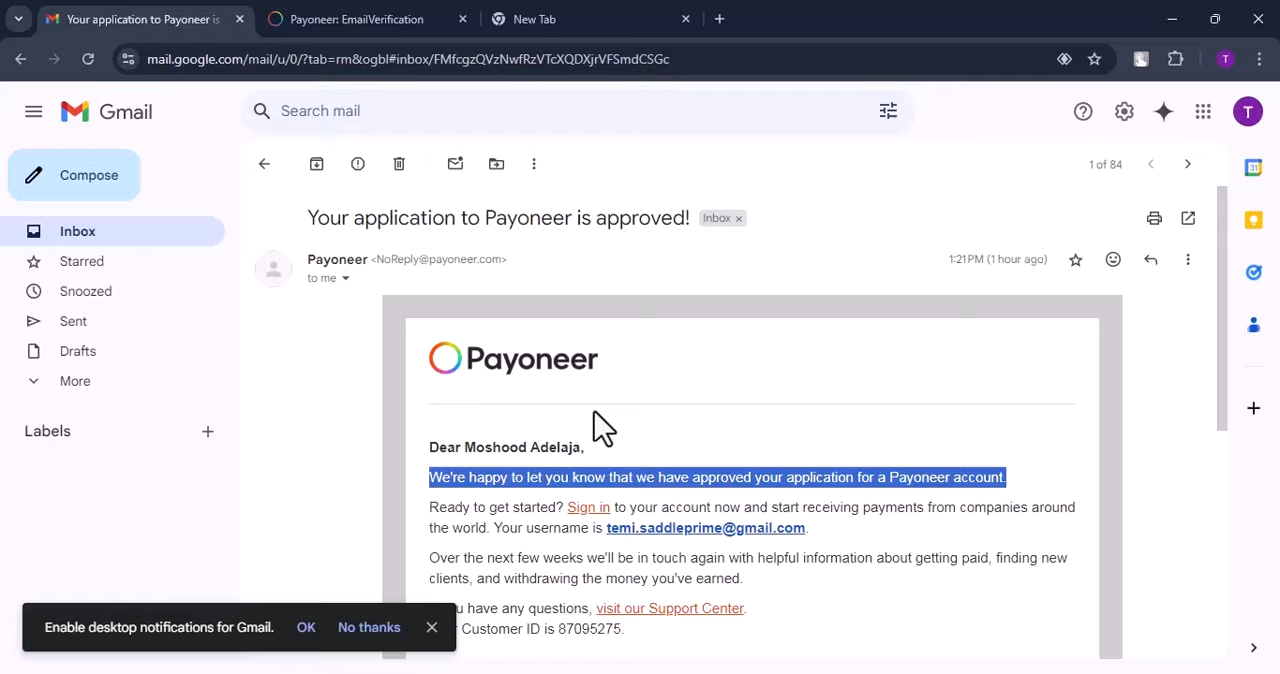 Your application to Payoneer is
Payoneer: EmailVerification
New Tab
mail.google.com/mail/u/0/?tab=rm&ogbl#inbox/FMfcgzQVzNwfRzVTcXQDXjrVFSmdCSGc
T
Gmail
Search mail
T
Compose
1 of 84
31
Your application to Payoneer is approved!
Inbox ×
Inbox
Starred
Snoozed
Sent
Drafts
More
Labels
Payoneer <NoReply@payoneer.com>
1:21 PM (1 hour ago)
to me
Payoneer
Dear Moshood Adelaja,
We're happy to let you know that we have approved your application for a Payoneer account.
Ready to get started? Sign in to your account now and start receiving payments from companies around
the world. Your username is temi.saddleprime@gmail.com.
Over the next few weeks we'll be in touch again with helpful information about getting paid, finding new
clients, and withdrawing the money you've earned.
have any questions, visit our Support Center.
Customer ID is 87095275.
Enable desktop notifications for Gmail.
OK
No thanks